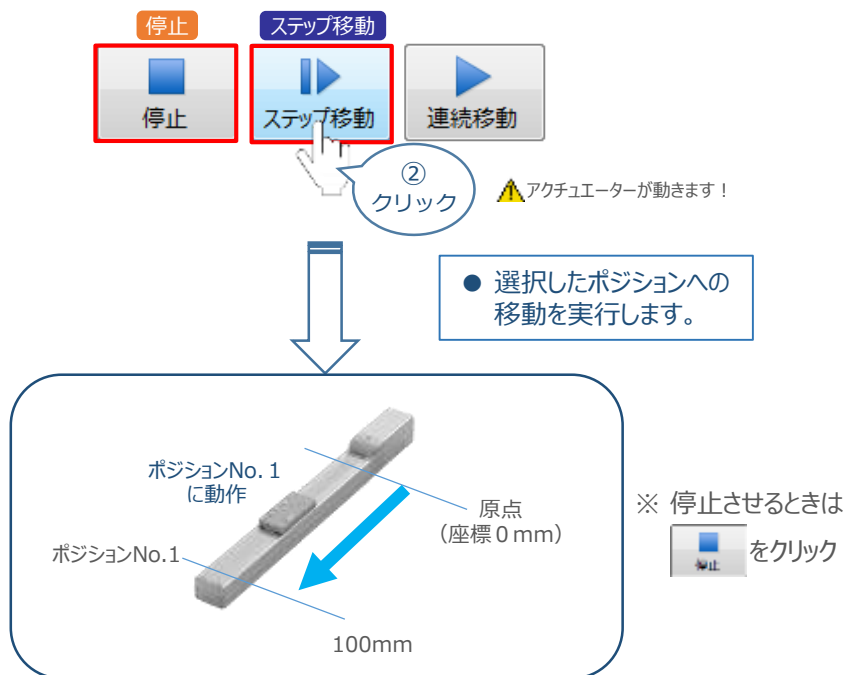 停止
ステップ移動
停止
ステップ移動
連続移動
②
クリック
アクチュエーターが動きます！
● 選択したポジションへの
移動を実行します。
ポジションNo. 1
に動作
原点
（座標０mm）
ポジションNo.1
100mm
※ 停止させるときは
停止 をクリック